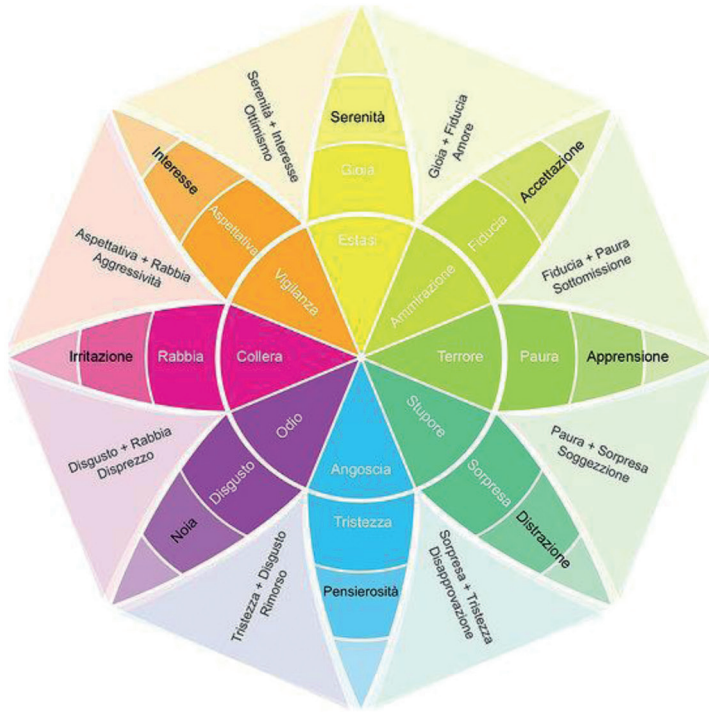 Serenità + Interesse
Ottimismo
Serenità
Gioia
Estasi
Gioia + Fiducia
Amore
Interesse
Aspettativa
Vigilanza
Accettazione
Fiducia
Ammirazione
Aspettativa + Rabbia
Aggressività
Fiducia + Paura
Sottomissione
Irritazione
Rabbia
Collera
Terrore
Paura
Apprensione
Disgusto + Rabbia
Disprezzo
Odio
Disgusto
Noia
Stupore
Sorpresa
Distrazione
Paura + Sorpresa
Soggezzione
Angoscia
Tristezza
Pensierosità
Tristezza + Disgusto
Rimorso
Sorpresa + Tristezza
Disapprovazione